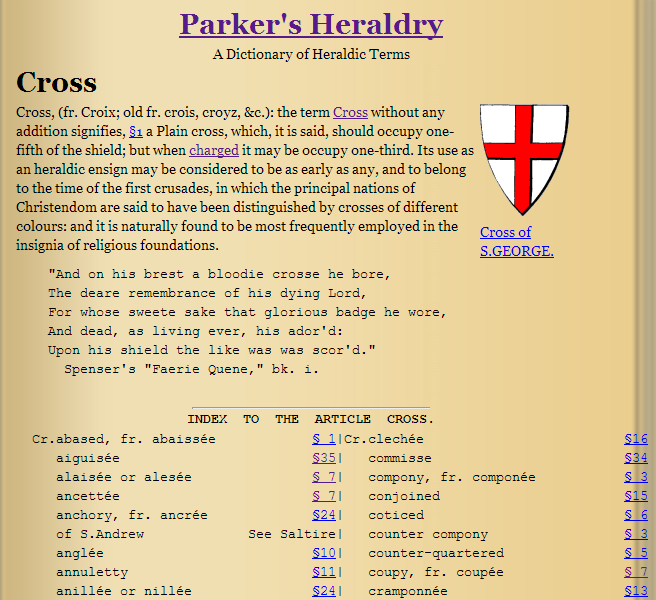 Parker's Heraldry
A Dictionary of Heraldic Terms
Cross
Cross, (fr. Croix; old fr. crois, croyz, &c.): the term Cross without any
addition signifies, §1 a Plain cross, which, it is said, should occupy one-
fifth of the shield; but when charged it may be occupy one-third. Its use as
an heraldic ensign may be considered to be as early as any, and to belong
to the time of the first crusades, in which the principal nations of
Christendom are said to have been distinguished by crosses of different
colours: and it is naturally found to be most frequently employed in the
insignia of religious foundations.
Cross of
S.GEORGE.
"And on his brest a bloodie crosse he bore,
The deare remembrance of his dying Lord,
For whose sweete sake that glorious badge he wore,
And dead, as living ever, his ador'd:
Upon his shield the like was was scor'd."
Spenser's "Faerie Quene," bk. i.
INDEX TO THE ARTICLE CROSS.
Cr.abased, fr. abaissée § 1|Cr.clechée §16
aiguisée §35| commisse §34
alaisée or alesée § 7| compony, fr. componée § 3
ancettée § 7| conjoined §15
anchory, fr. ancrée §24| coticed § 6
of S.Andrew See Saltire| counter compony § 3
anglée §10| counter-quartered § 5
annuletty §11| coupy, fr. coupée § 7
anillée or nillée §24| cramponnée §13